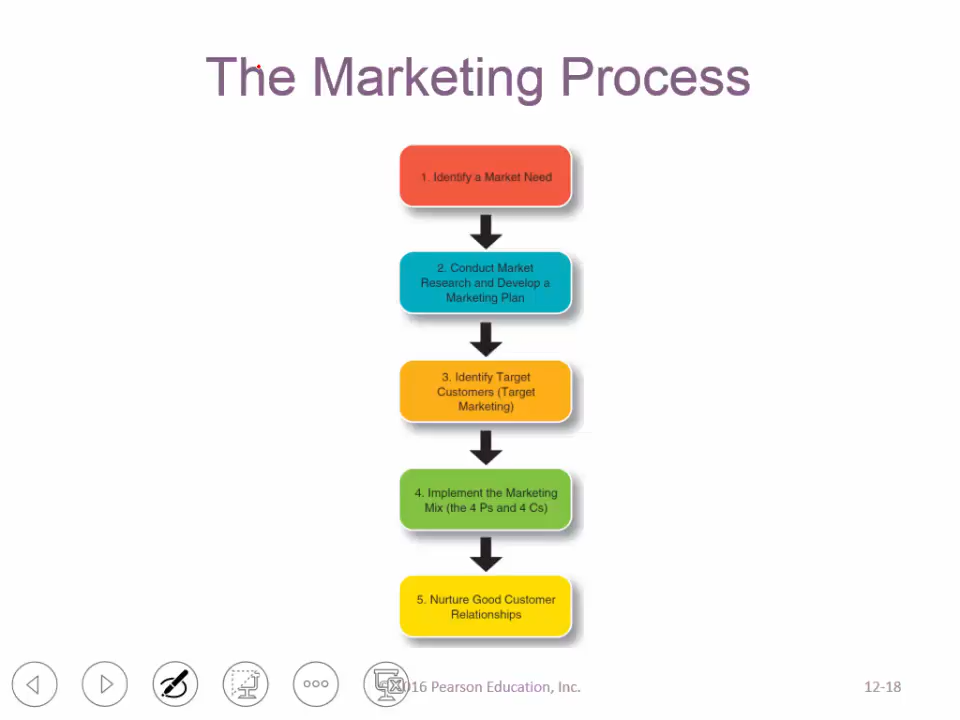 The Marketing Process
1. Identify a Market Need
2. Conduct Market
Research and Develop a
Marketing Plan
3. Identify Target
Customers (Target
Marketing)
4. Implement the Marketing
Mix (the 4 Ps and 4 Cs)
5. Nurture Good Customer
Relationships
016 Pearson Education, Inc.
12-18